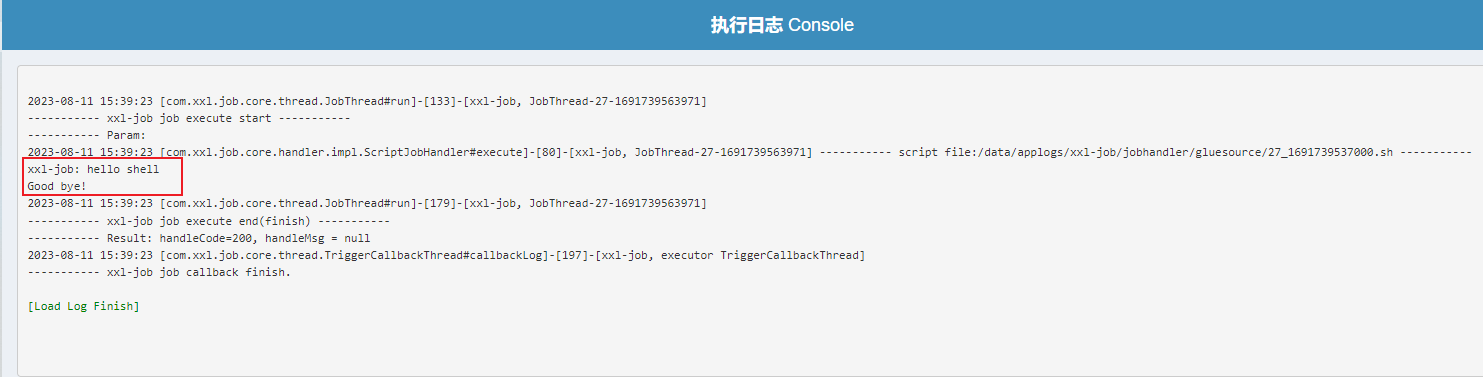 执行日志 Console
2023-08-11 15:39:23 [com.xxl.job.core.thread.JobThread#run]-[133]-[xxl-job, JobThread-27-1691739563971]
----------- xxl-job job execute start -----------
----------- Param:
2023-08-11 15:39:23 [com.xxl.job.core.handler.impl.ScriptJobHandler#execute]-[80]-[xxl-job, JobThread-27-1691739563971] ----------- script file:/data/applogs/xxl-job/jobhandler/gluesource/27_1691739537000.sh -----------
xxl-job: hello shell
Good bye!
2023-08-11 15:39:23 [com.xxl.job.core.thread.JobThread#run]-[179]-[xxl-job, JobThread-27-1691739563971]
----------- xxl-job job execute end(finish) -----------
----------- Result: handleCode=200, handleMsg = null
2023-08-11 15:39:23 [com.xxl.job.core.thread.TriggerCallbackThread#callbackLog]-[197]-[xxl-job, executor TriggerCallbackThread]
----------- xxl-job job callback finish.
[Load Log Finish]